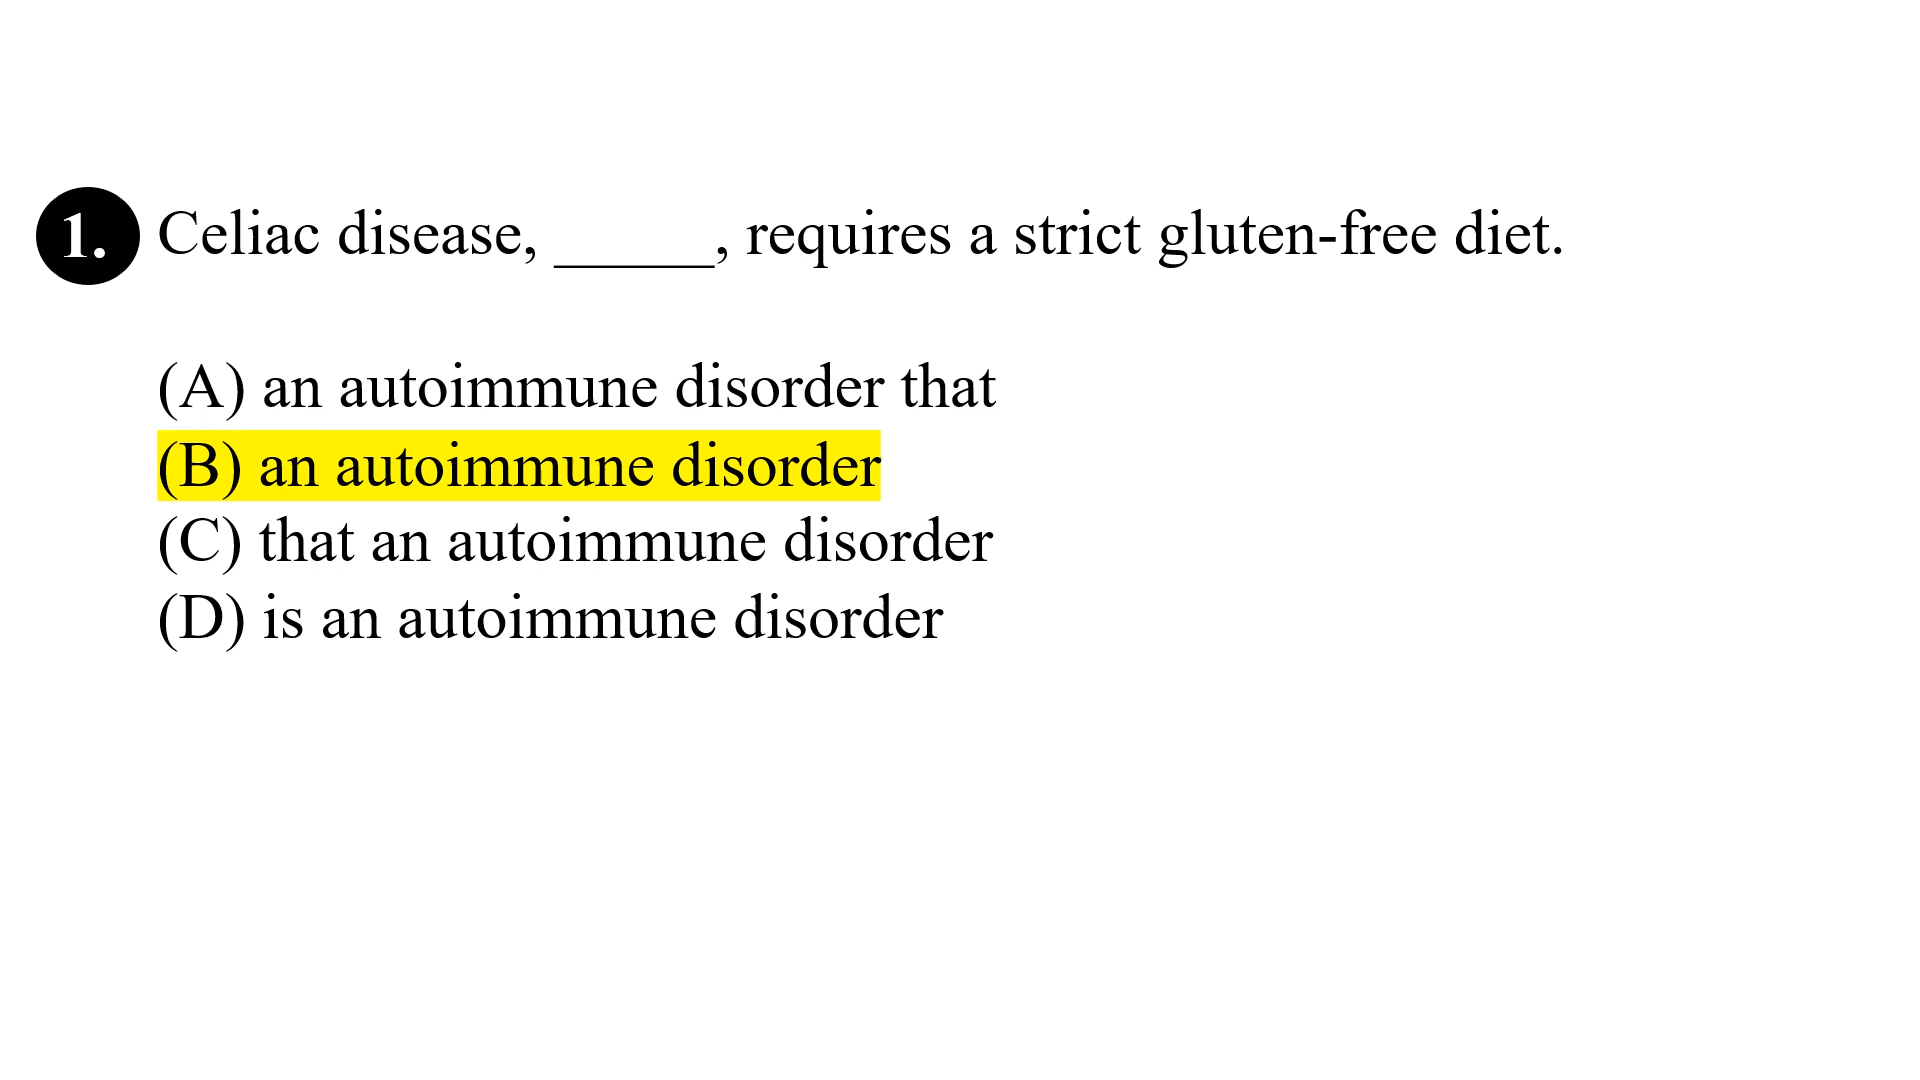 1. Celiac disease, _____, requires a strict gluten-free diet.
(A) an autoimmune disorder that
(B) an autoimmune disorder
(C) that an autoimmune disorder
(D) is an autoimmune disorder